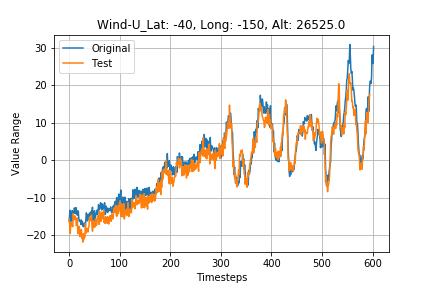 Wind-U_Lat: -40, Long: -150, Alt: 26525.0
Original
Test
Value Range
30
20
10
0
−10
−20
0 100 200 300 400 500 600
Timesteps